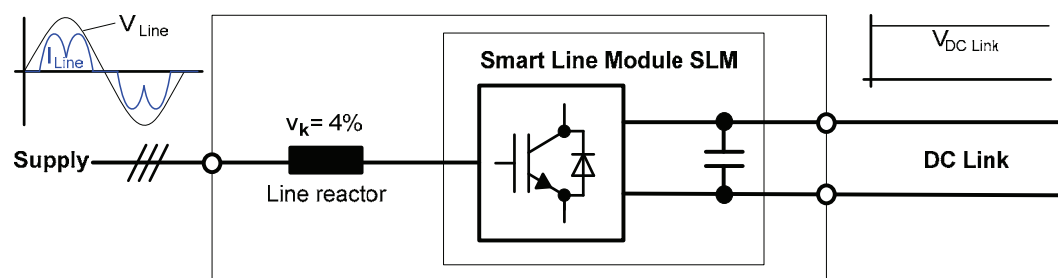 V Line
I Line
V DC Link
Smart Line Module SLM
vk= 4%
Supply
Line reactor
DC Link